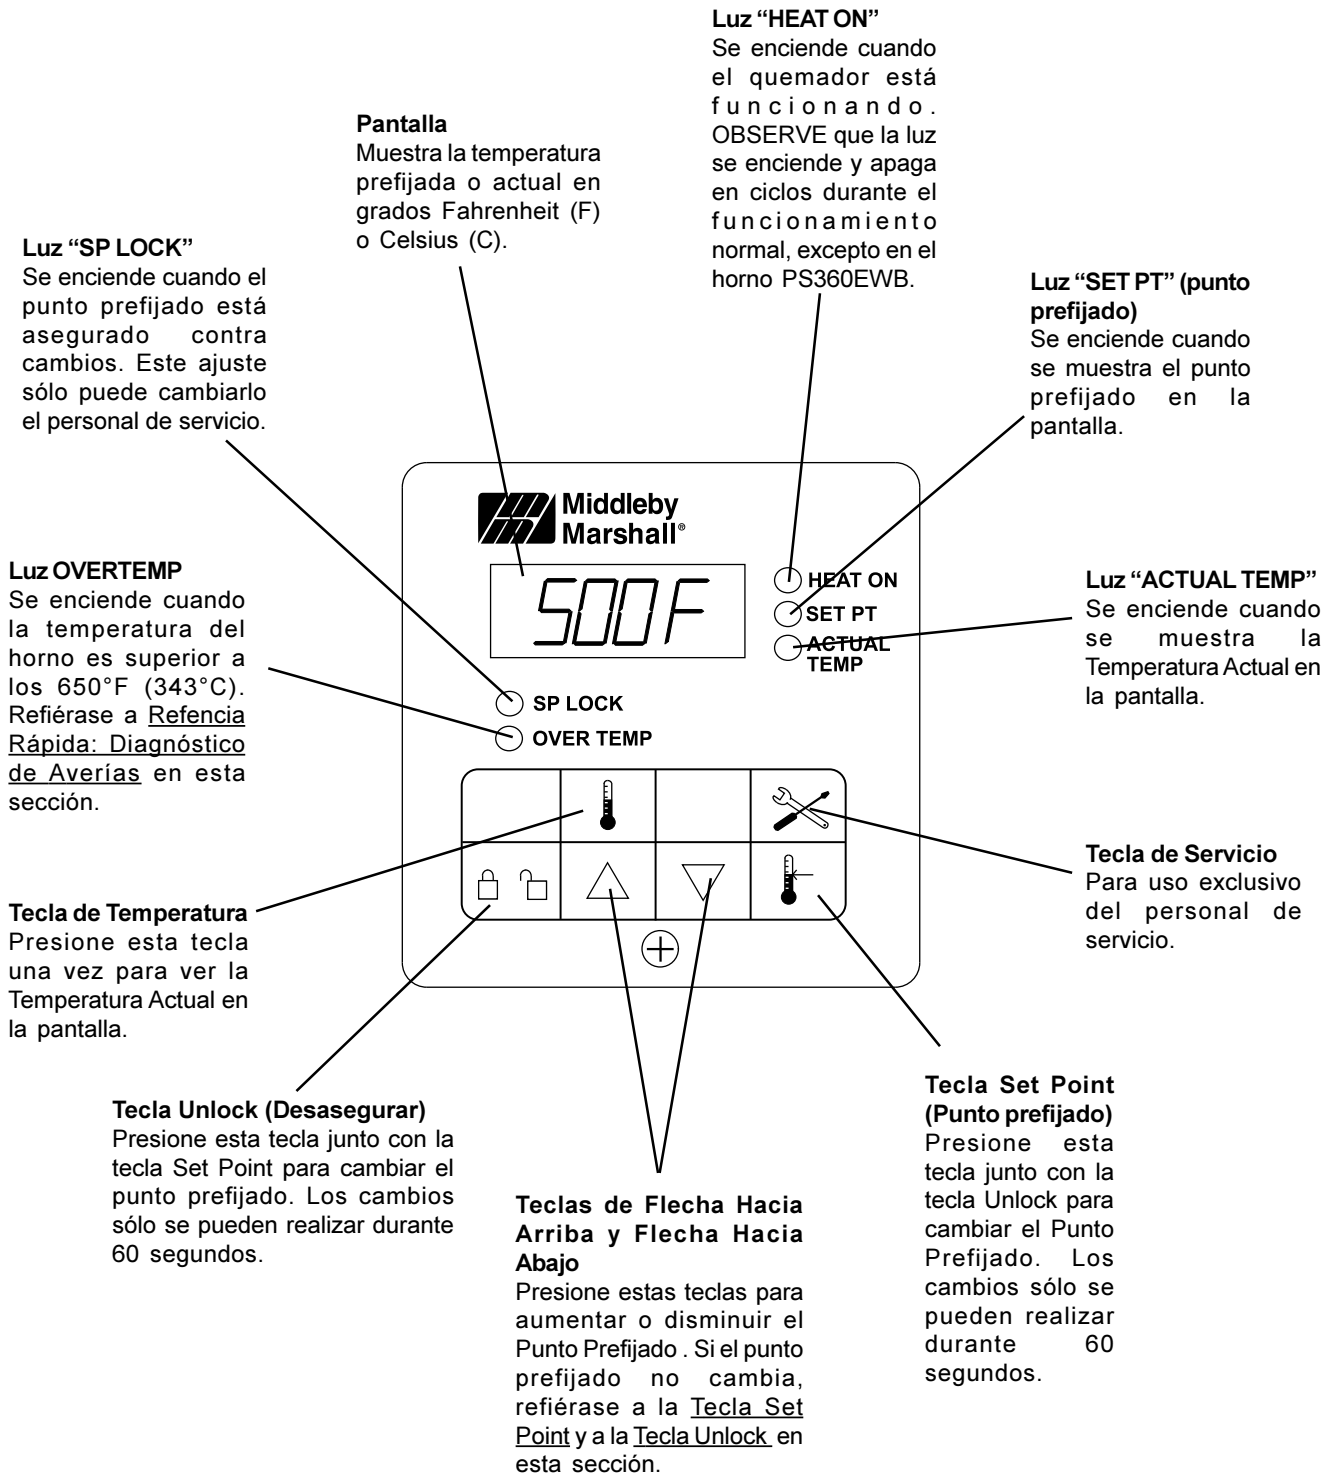 Luz “HEAT ON”
Se enciende cuando
el quemador está
funcionando.
OBSERVE que la luz
se enciende y apaga
en ciclos durante el
funcionamiento
normal, excepto en el
horno PS360EWB.
Pantalla
Muestra la temperatura
prefijada o actual en
grados Fahrenheit (F)
o Celsius (C).
Luz “SP LOCK”
Se enciende cuando el
punto prefijado está
asegurado contra
cambios. Este ajuste
sólo puede cambiarlo
el personal de servicio.
Luz “SET PT” (punto
prefijado)
Se enciende cuando
se muestra el punto
prefijado en la
pantalla.
Middleby
Marshall®
500F
HEAT ON
SET PT
ACTUAL
TEMP
SP LOCK
OVER TEMP
Luz OVERTEMP
Se enciende cuando
la temperatura del
horno es superior a
los 650°F (343°C).
Refiérase a Refencia
Rápida: Diagnóstico
de Averías en esta
sección.
Luz “ACTUAL TEMP”
Se enciende cuando
se muestra la
Temperatura Actual en
la pantalla.
Tecla de Servicio
Para uso exclusivo
del personal de
servicio.
Tecla de Temperatura
Presione esta tecla
una vez para ver la
Temperatura Actual en
la pantalla.
Tecla Unlock (Desasegurar)
Presione esta tecla junto con la
tecla Set Point para cambiar el
punto prefijado. Los cambios
sólo se pueden realizar durante
60 segundos.
Teclas de Flecha Hacia
Arriba y Flecha Hacia
Abajo
Presione estas teclas para
aumentar o disminuir el
Punto Prefijado . Si el punto
prefijado no cambia,
refiérase a la Tecla Set
Point y a la Tecla Unlock en
esta sección.
Tecla Set Point
(Punto prefijado)
Presione esta
tecla junto con la
tecla Unlock para
cambiar el Punto
Prefijado. Los
cambios sólo se
pueden realizar
durante 60
segundos.